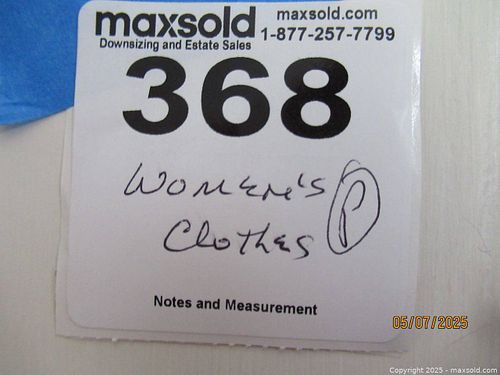 maxsold maxsold.com
Downsizing and Estate Sales 1-877-257-7799
368
Women's
Clothes P
Notes and Measurement
05/07/2025
Copyright 2025 - maxsold.com